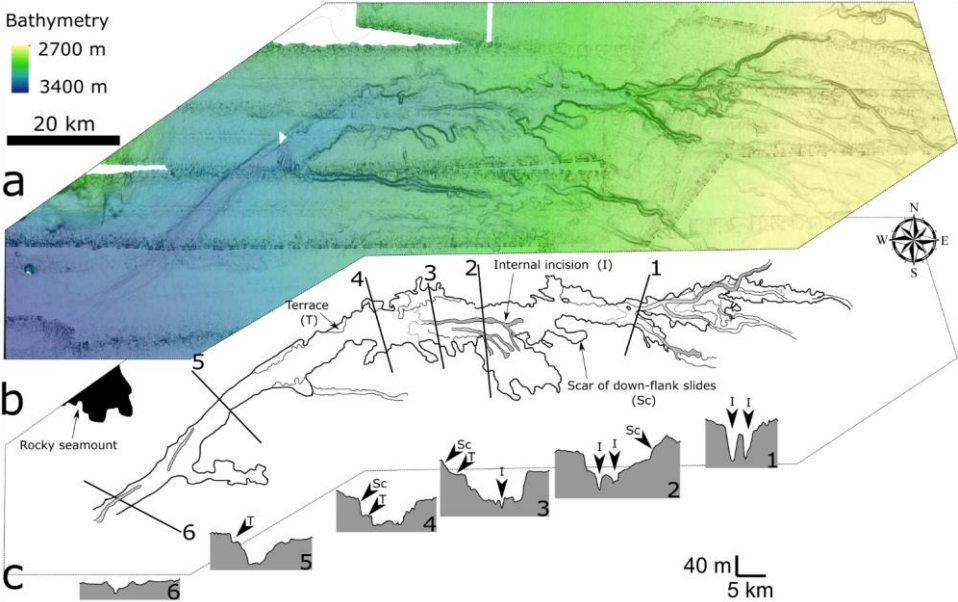 Bathymetry
2700 m
3400 m
20 km
a
N
W E
S
Internal incision (I)
1
2
3
4
Terrace
(T)
5
b
Scar of down-flank slides
(Sc)
Rocky seamount
I I
1
Sc
I I
2
Sc
T
I
3
Sc
T
4
6
T
5
c
6
40 m
5 km